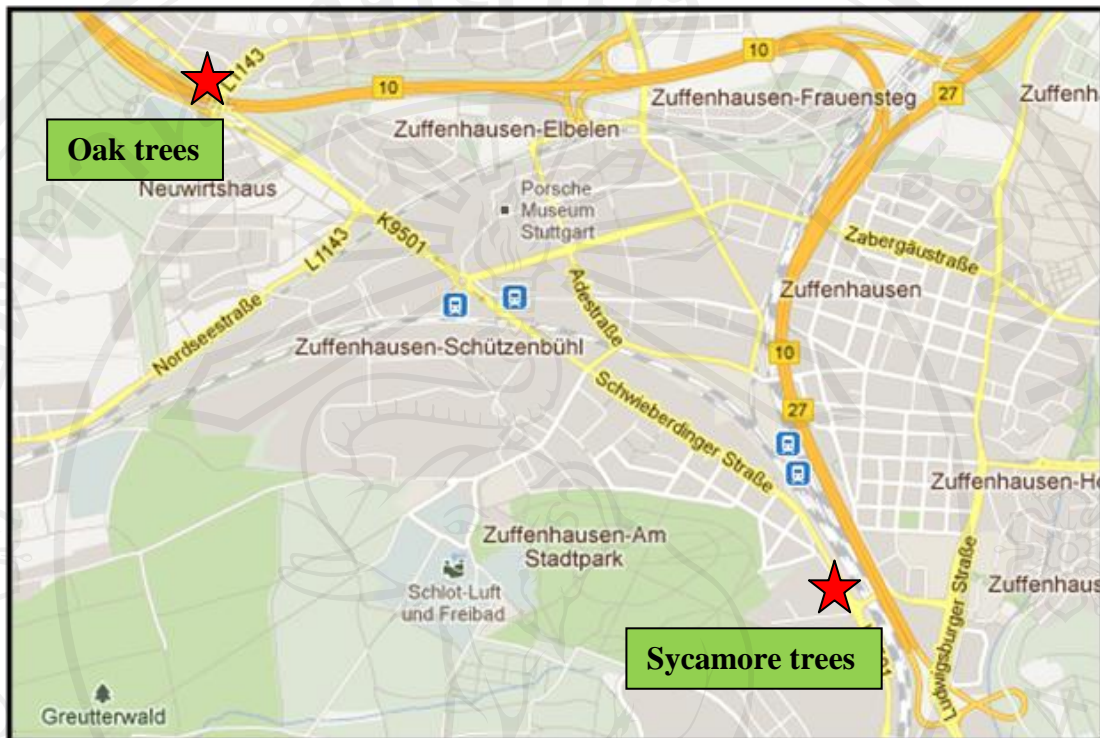 L1143
10
10
27
Zuffenhausen-Frauensteg
Zuffenh
Oak trees
Zuffenhausen-Elbelen
Neuwirtshaus
Porsche
Museum
Stuttgart
K9501
L1143
Zabergäustraße
Adestraße
Zuffenhausen
Nordseestraße
Zuffenhausen-Schützenbühl
10
Schwieberdinger Straße
27
Zuffenhausen-Ho
Zuffenhausen-Am
Stadtpark
Schlot-Luft
und Freibad
Zuffenhaus
Ludwigsburger Straße
Sycamore trees
Greutterwald